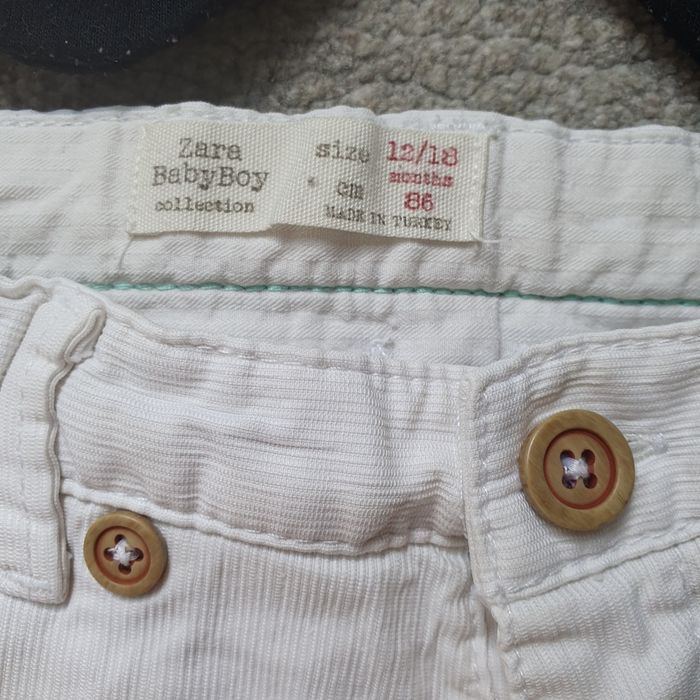 Zara
BabyBoy
collection
size 12/18
months
cm 86
MADE IN TURKEY